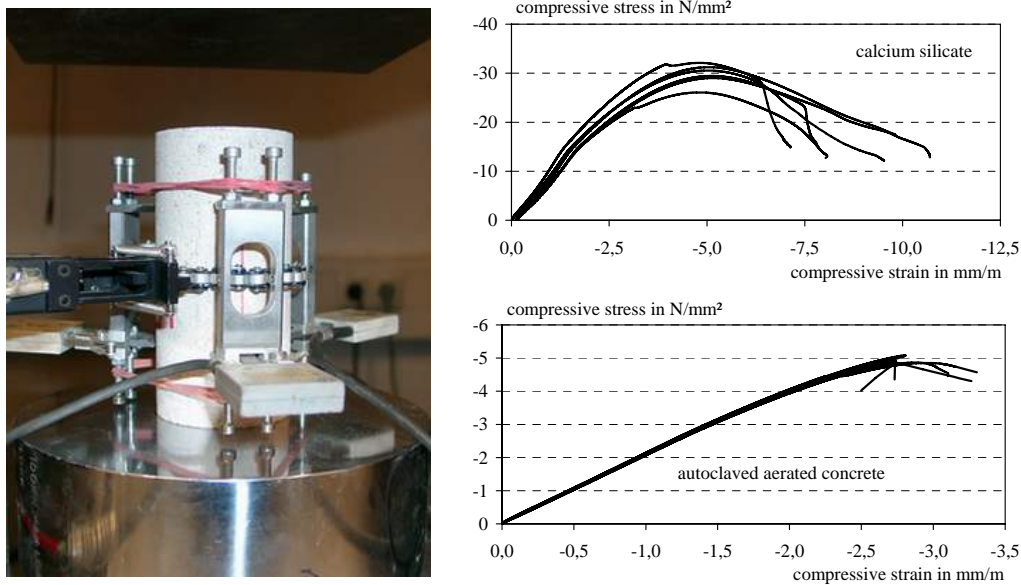 compressive stress in N/mm²
-40
calcium silicate
-30
-20
-10
0
0,0 -2,5 -5,0 -7,5 -10,0 -12,5
compressive strain in mm/m
compressive stress in N/mm²
-6
-5
-4
-3
-2
autoclaved aerated concrete
-1
0
0,0 -0,5 -1,0 -1,5 -2,0 -2,5 -3,0 -3,5
compressive strain in mm/m